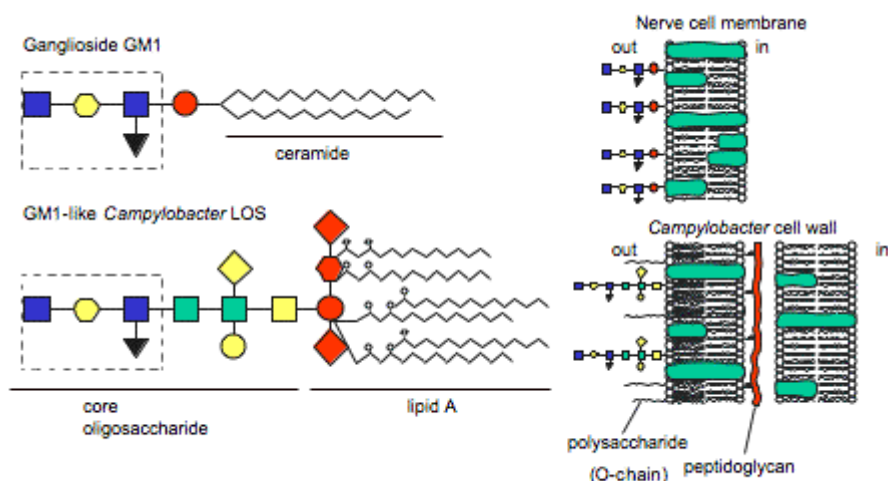 Ganglioside GM1
ceramide
GM1-like Campylobacter LOS
core
oligosaccharide
lipid A
Nerve cell membrane
out
in
Campylobacter cell wall
out
in
polysaccharide
(O-chain)
peptidoglycan